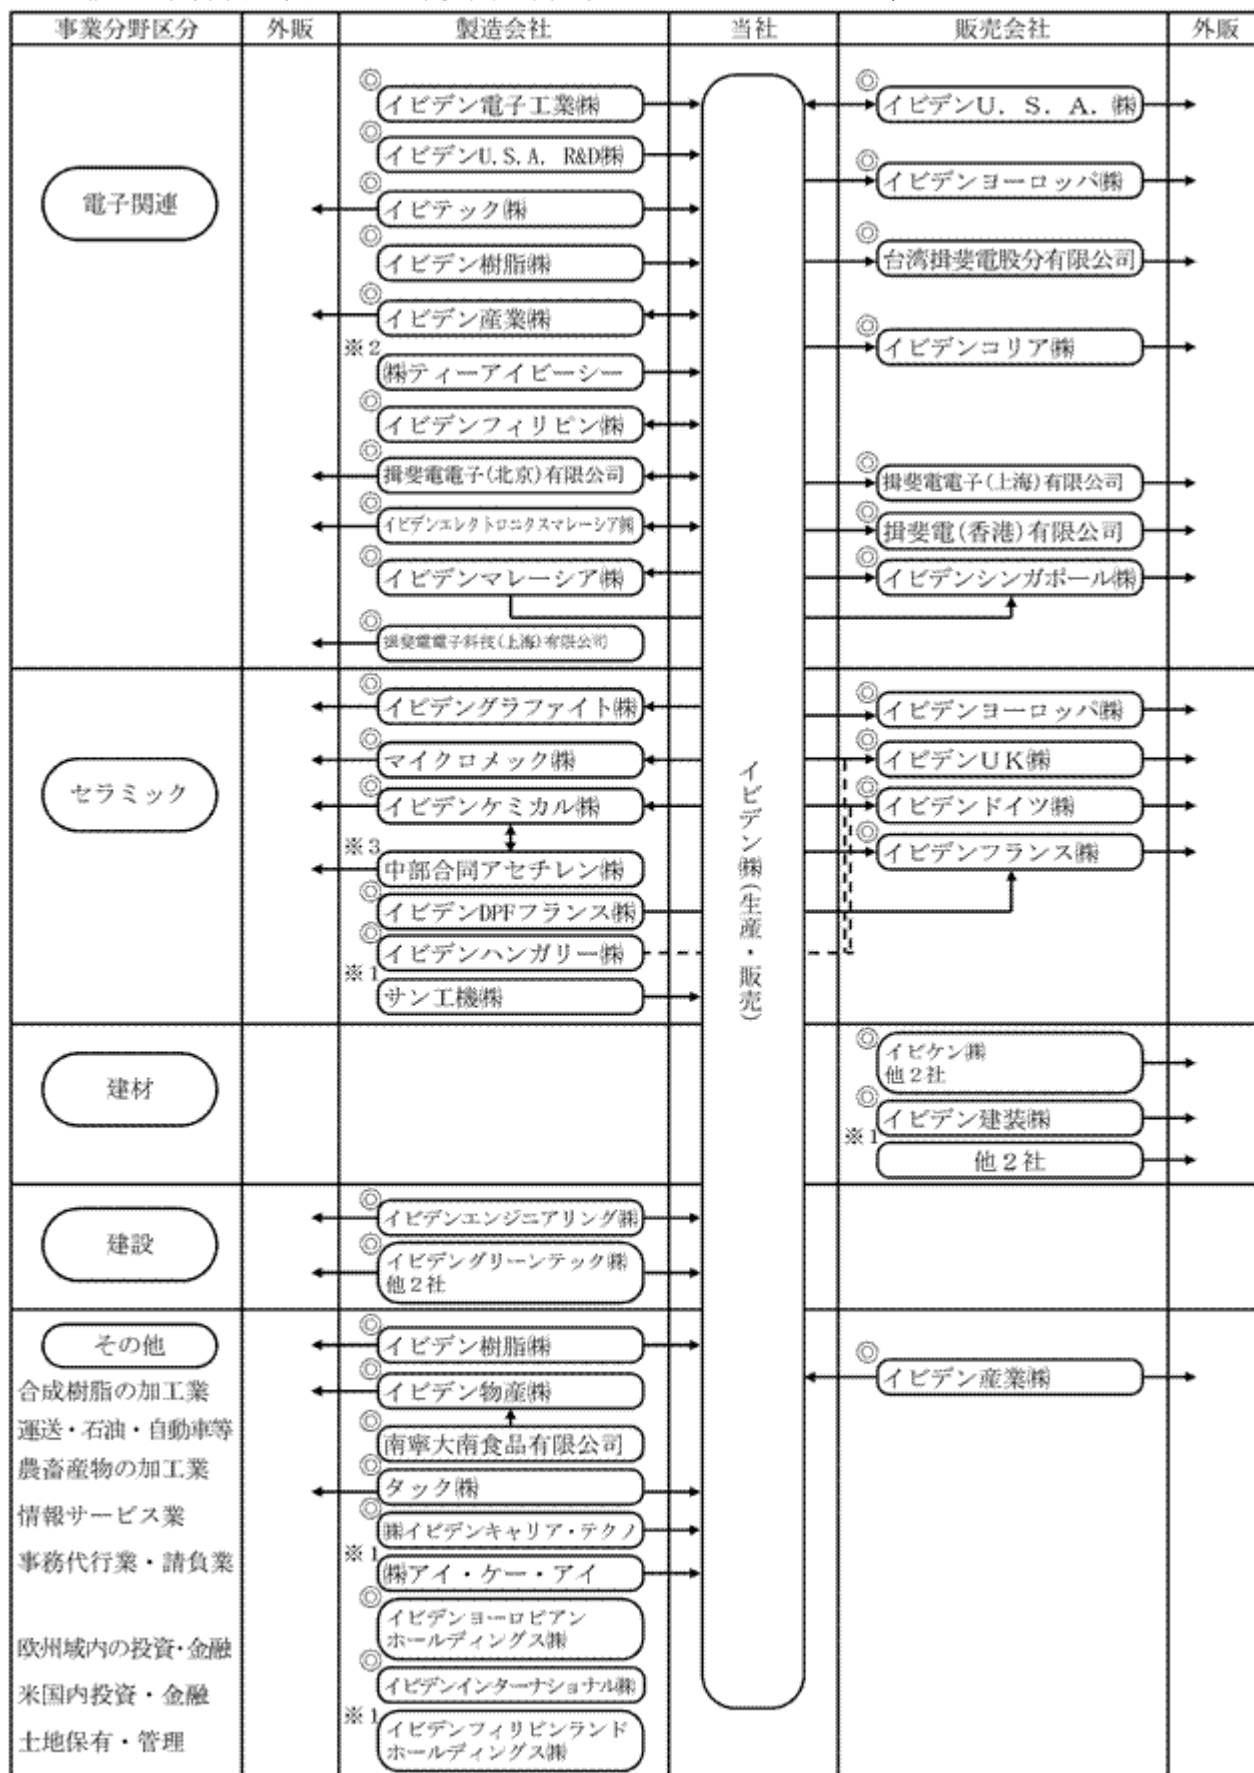 事業分野区分 外販 製造会社 当社 販売会社 外販
電子関連
◎
イビデン電子工業㈱
◎
イビデンU.S.A. R&D㈱
◎
イビテック㈱
◎
イビデン樹脂㈱
◎
イビデン産業㈱
※2
㈱ティーアイビーシー
◎
イビデンフィリピン㈱
◎
揖斐電電子(北京)有限公司
◎
イビデンエレクトロニクスマレーシア㈱
◎
イビデンマレーシア㈱
◎
揖斐電電子科技(上海)有限公司
イビデン㈱(生産・販売)
◎
イビデンU.S.A.㈱
◎
イビデンヨーロッパ㈱
◎
台湾揖斐電股分有限公司
◎
イビデンコリア㈱
◎
揖斐電電子(上海)有限公司
◎
揖斐電(香港)有限公司
◎
イビデンシンガポール㈱
セラミック
◎
イビデングラファイト㈱
◎
マイクロメック㈱
◎
イビデンケミカル㈱
※3
中部合同アセチレン㈱
◎
イビデンDPFフランス㈱
◎
イビデンハンガリー㈱
※1
サン工機㈱
◎
イビデンヨーロッパ㈱
◎
イビデンUK㈱
◎
イビデンドイツ㈱
◎
イビデンフランス㈱
建材
◎
イビケン㈱
他2社
◎
イビデン建装㈱
※1
他2社
建設
◎
イビデンエンジニアリング㈱
◎
イビデングリーンテック㈱
他2社
その他
合成樹脂の加工業
運送・石油・自動車等
農畜産物の加工業
情報サービス業
事務代行業・請負業
欧州域内の投資・金融
米国内投資・金融
土地保有・管理
◎
イビデン樹脂㈱
◎
イビデン物産㈱
◎
南寧大南食品有限公司
◎
タック㈱
◎
㈱イビデンキャリア・テクノ
※1
㈱アイ・ケー・アイ
◎
イビデンヨーロピアン
ホールディングス㈱
◎
イビデンインターナショナル㈱
※1
イビデンフィリピンランド
ホールディングス㈱
◎
イビデン産業㈱